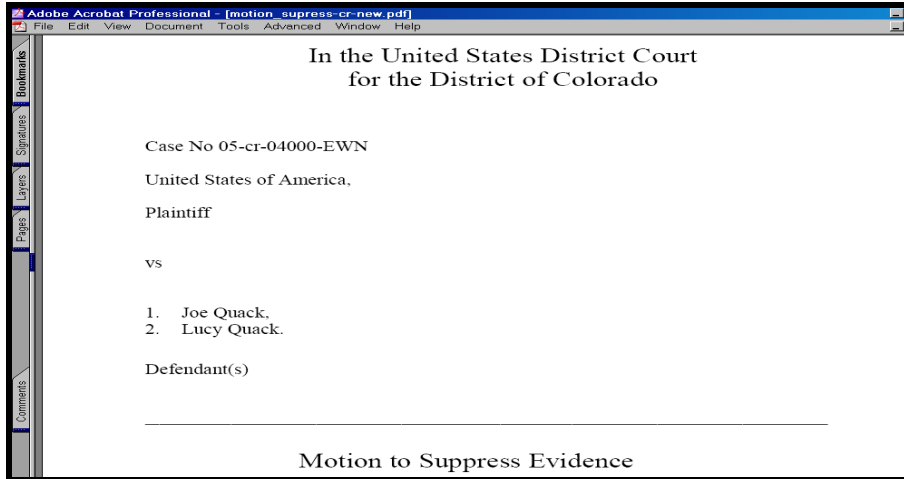 Adobe Acrobat Professional - [motion_supress-cr-new.pdf]
File Edit View Document Tools Advanced Window Help
Bookmarks
Signatures
Layers
Pages
Comments
In the United States District Court
for the District of Colorado
Case No 05-cr-04000-EWN
United States of America,
Plaintiff
vs
1. Joe Quack,
2. Lucy Quack.
Defendant(s)
Motion to Suppress Evidence